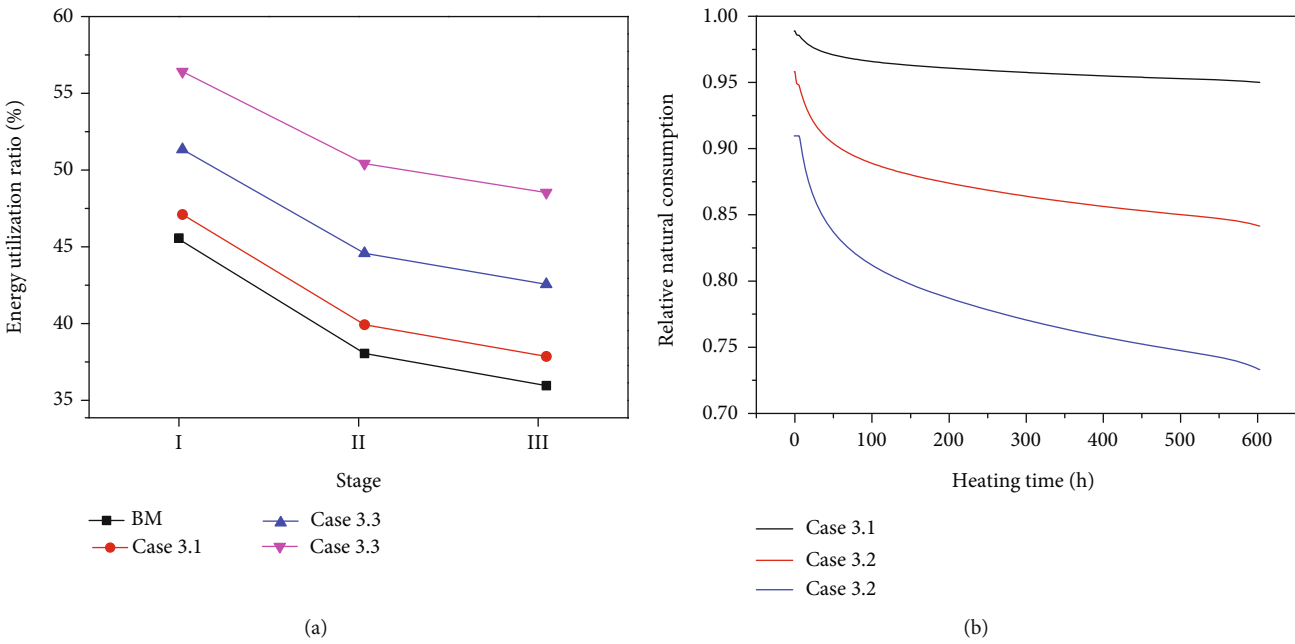 60
55
50
45
40
35
Energy utilization ratio (%)
I II III
Stage
BM
Case 3.1
Case 3.3
Case 3.3
(a)
1.00
0.95
0.90
0.85
0.80
0.75
0.70
Relative natural consumption
0 100 200 300 400 500 600
Heating time (h)
Case 3.1
Case 3.2
Case 3.2
(b)